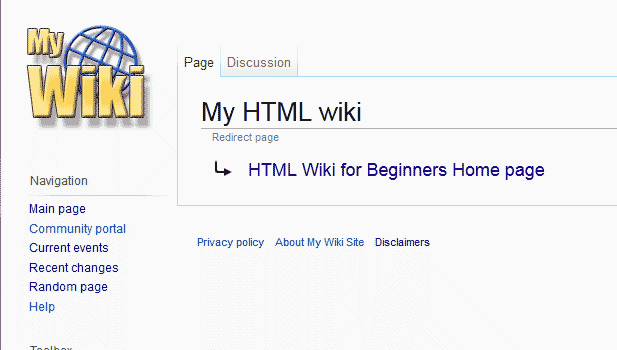 My
Wiki
Page
Discussion
My HTML wiki
Redirect page
HTML Wiki for Beginners Home page
Navigation
Main page
Community portal
Current events
Recent changes
Random page
Help
Privacy policy
About My Wiki Site
Disclaimers
Toolbox